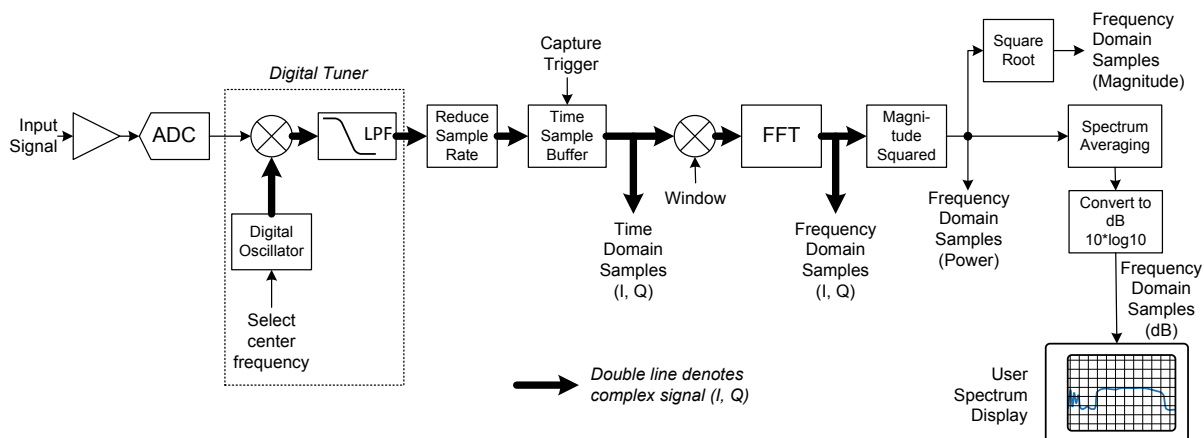 Input
Signal
ADC
Digital Tuner
LPF
Digital
Oscillator
Select
center
frequency
Reduce
Sample
Rate
Capture
Trigger
Time
Sample
Buffer
Time
Domain
Samples
(I, Q)
Window
FFT
Frequency
Domain
Samples
(I, Q)
Magni-
tude
Squared
Frequency
Domain
Samples
(Power)
Square
Root
Frequency
Domain
Samples
(Magnitude)
Spectrum
Averaging
Convert to
dB
10*log10
Frequency
Domain
Samples
(dB)
User
Spectrum
Display
Double line denotes
complex signal (I, Q)